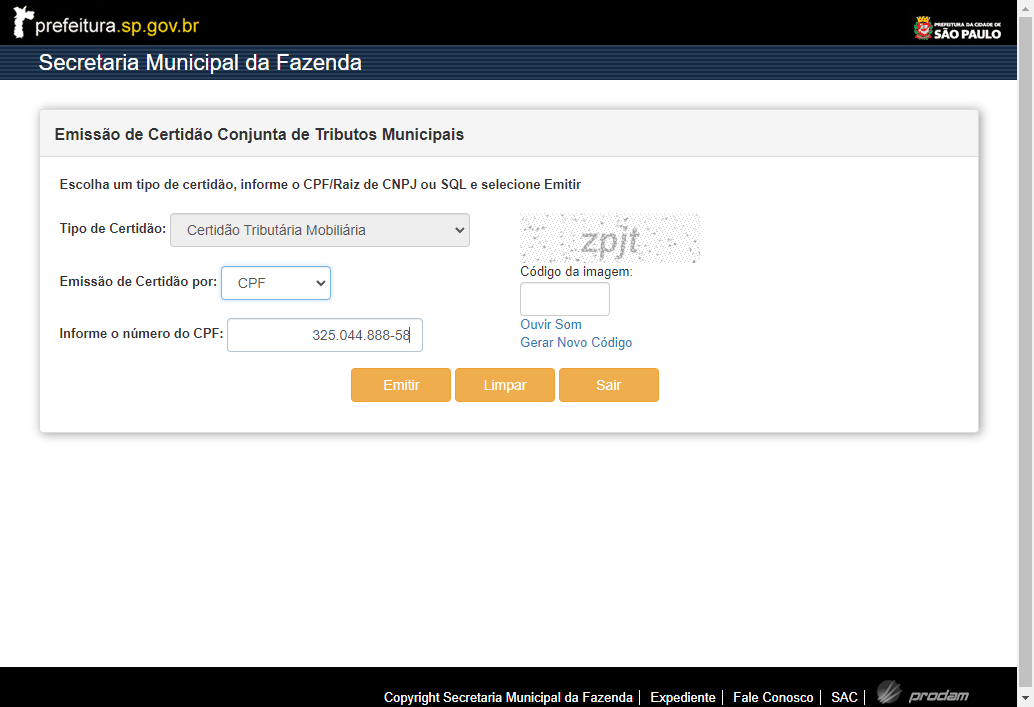 prefeitura.sp.gov.br
PREFEITURA DA CIDADE DE
SÃO PAULO
Secretaria Municipal da Fazenda
Emissão de Certidão Conjunta de Tributos Municipais
Escolha um tipo de certidão, informe o CPF/Raiz de CNPJ ou SQL e selecione Emitir
Tipo de Certidão: Certidão Tributária Mobiliária
zpjt
Código da imagem:
Emissão de Certidão por: CPF
Ouvir Som
Informe o número do CPF: 325.044.888-58
Gerar Novo Código
Emitir Limpar Sair
Copyright Secretaria Municipal da Fazenda | Expediente | Fale Conosco | SAC | prodam